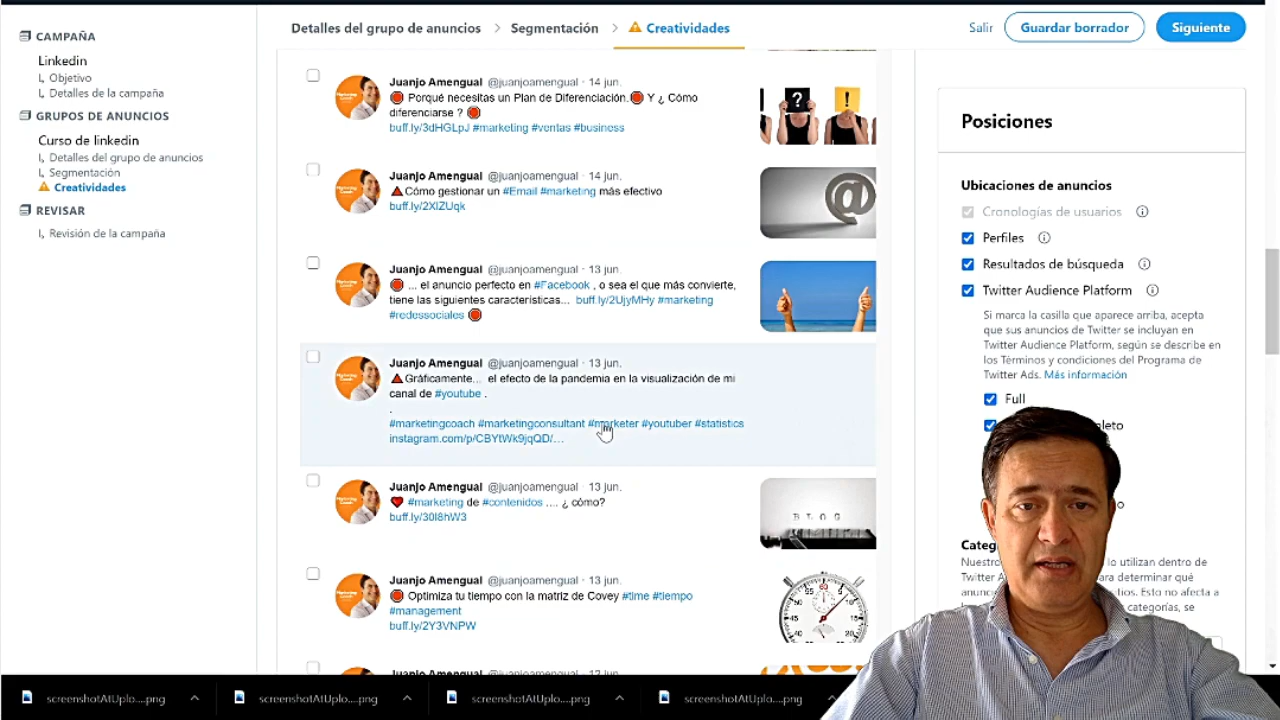 CAMPAÑA
Linkedin
Objetivo
Detalles de la campaña
GRUPOS DE ANUNCIOS
Curso de linkedin
Detalles del grupo de anuncios
Segmentación
Creatividades
REVISAR
Revisión de la campaña
Detalles del grupo de anuncios > Segmentación > Creatividades
Salir
Guardar borrador
Siguiente
Juanjo Amengual @juanjoamengual · 14 jun.
Porqué necesitas un Plan de Diferenciación. Y ¿ Cómo
diferenciarse ?
buff.ly/3dHGLpJ #marketing #ventas #business
Juanjo Amengual @juanjoamengual · 14 jun.
Cómo gestionar un #Email #marketing más efectivo
buff.ly/2XlZUqk
Juanjo Amengual @juanjoamengual · 13 jun.
... el anuncio perfecto en #Facebook , o sea el que más convierte,
tiene las siguientes características... buff.ly/2UjyMHy #marketing
#redessociales
Juanjo Amengual @juanjoamengual · 13 jun.
Gráficamente... el efecto de la pandemia en la visualización de mi
canal de #youtube .
.
#marketingcoach #marketingconsultant #marketer #youtuber #statistics
instagram.com/p/CBYtWk9jqQD/…
Juanjo Amengual @juanjoamengual · 13 jun.
#marketing de #contenidos .... ¿ cómo?
buff.ly/30I8hW3
BLOG
Juanjo Amengual @juanjoamengual · 13 jun.
Optimiza tu tiempo con la matriz de Covey #time #tiempo
#management
buff.ly/2Y3VNPW
Posiciones
Ubicaciones de anuncios
Cronologías de usuarios
Perfiles
Resultados de búsqueda
Twitter Audience Platform
Si marca la casilla que aparece arriba, acepta
que sus anuncios de Twitter se incluyan en
Twitter Audience Platform, según se describe en
los Términos y condiciones del Programa de
Twitter Ads. Más información
Full
screenshotAtUplo....png
screenshotAtUplo....png
screenshotAtUplo....png
screenshotAtUplo....png